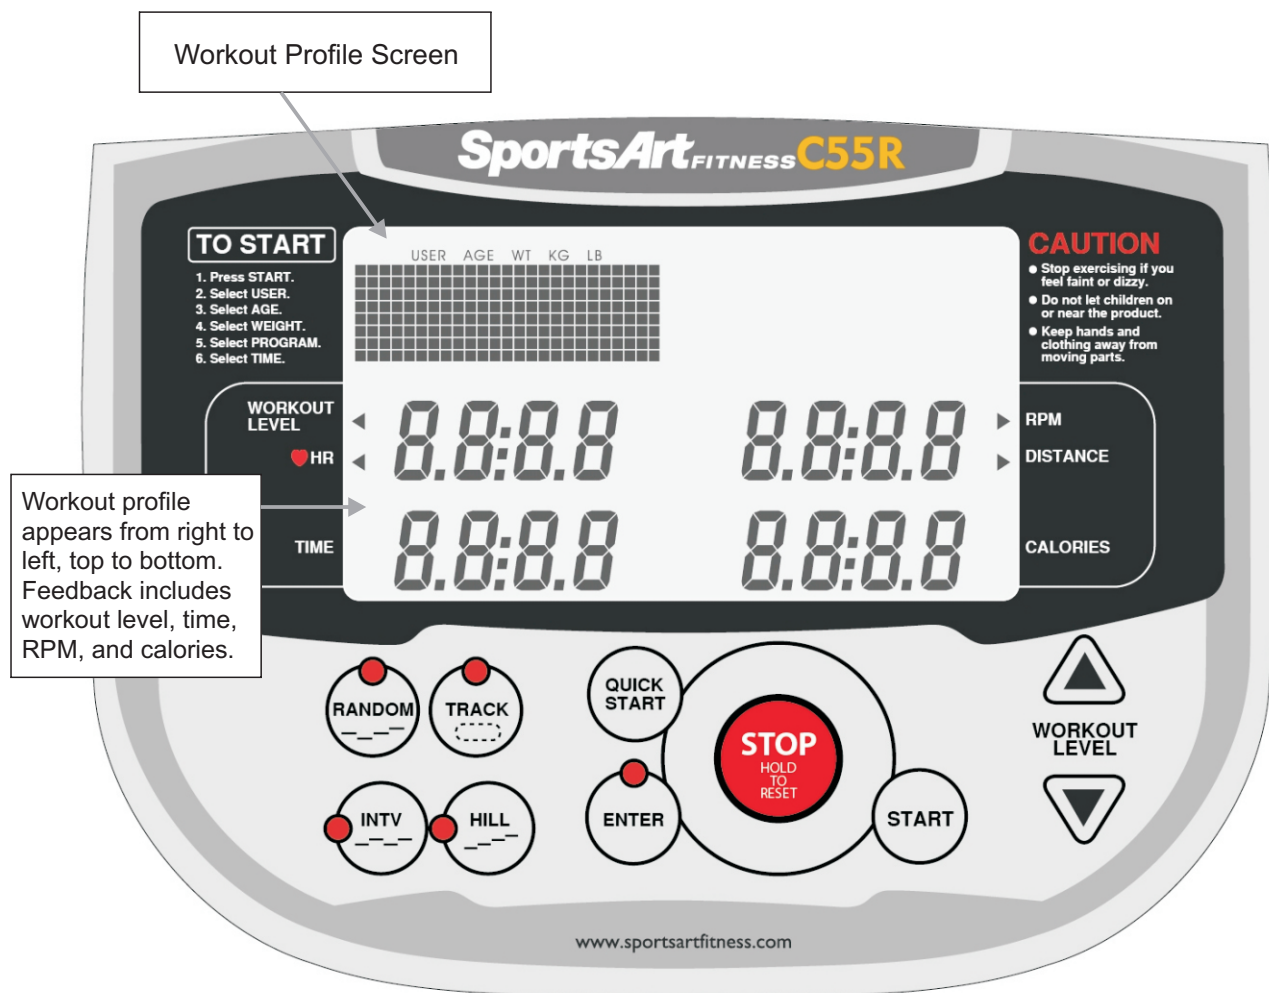 Workout Profile Screen
SportsArt FITNESS C55R
TO START
1. Press START.
2. Select USER.
3. Select AGE.
4. Select WEIGHT.
5. Select PROGRAM.
6. Select TIME.
USER AGE WT KG LB
CAUTION
● Stop exercising if you
feel faint or dizzy.
● Do not let children on
or near the product.
● Keep hands and
clothing away from
moving parts.
WORKOUT
LEVEL
HR
8.8:8.8
8.8:8.8
RPM
DISTANCE
Workout profile
appears from right to
left, top to bottom.
Feedback includes
workout level, time,
RPM, and calories.
TIME
8.8:8.8
8.8:8.8
CALORIES
RANDOM
TRACK
QUICK
START
STOP
HOLD
TO
RESET
WORKOUT
LEVEL
INTV
HILL
ENTER
START
www.sportsartfitness.com